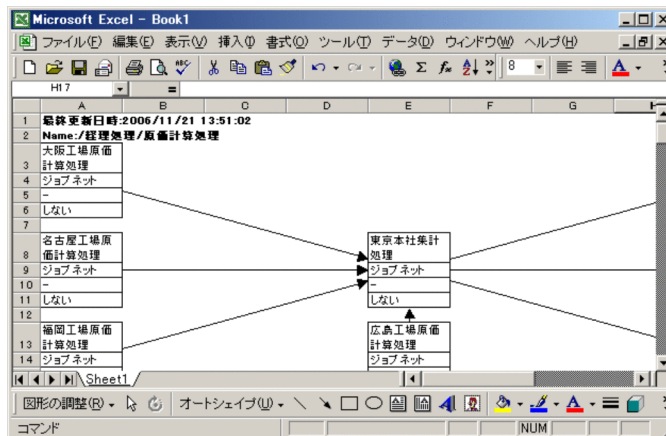 Microsoft Excel - Book1
ファイル(F) 編集(E) 表示(V) 挿入(I) 書式(O) ツール(T) データ(D) ウィンドウ(W) ヘルプ(H)
8
H17 =
A B C D E F G
1 最終更新日時:2006/11/21 13:51:02
2 Name:/経理処理/原価計算処理
大阪工場原価
3 計算処理
4 ジョブネット
5 -
6 しない
7
名古屋工場原 東京本社集計
8 価計算処理 処理
9 ジョブネット ジョブネット
10 - -
11 しない しない
12
福岡工場原価 広島工場原価
13 計算処理 計算処理
14 ジョブネット ジョブネット
Sheet1
図形の調整(R) オートシェイプ(U)
コマンド NUM